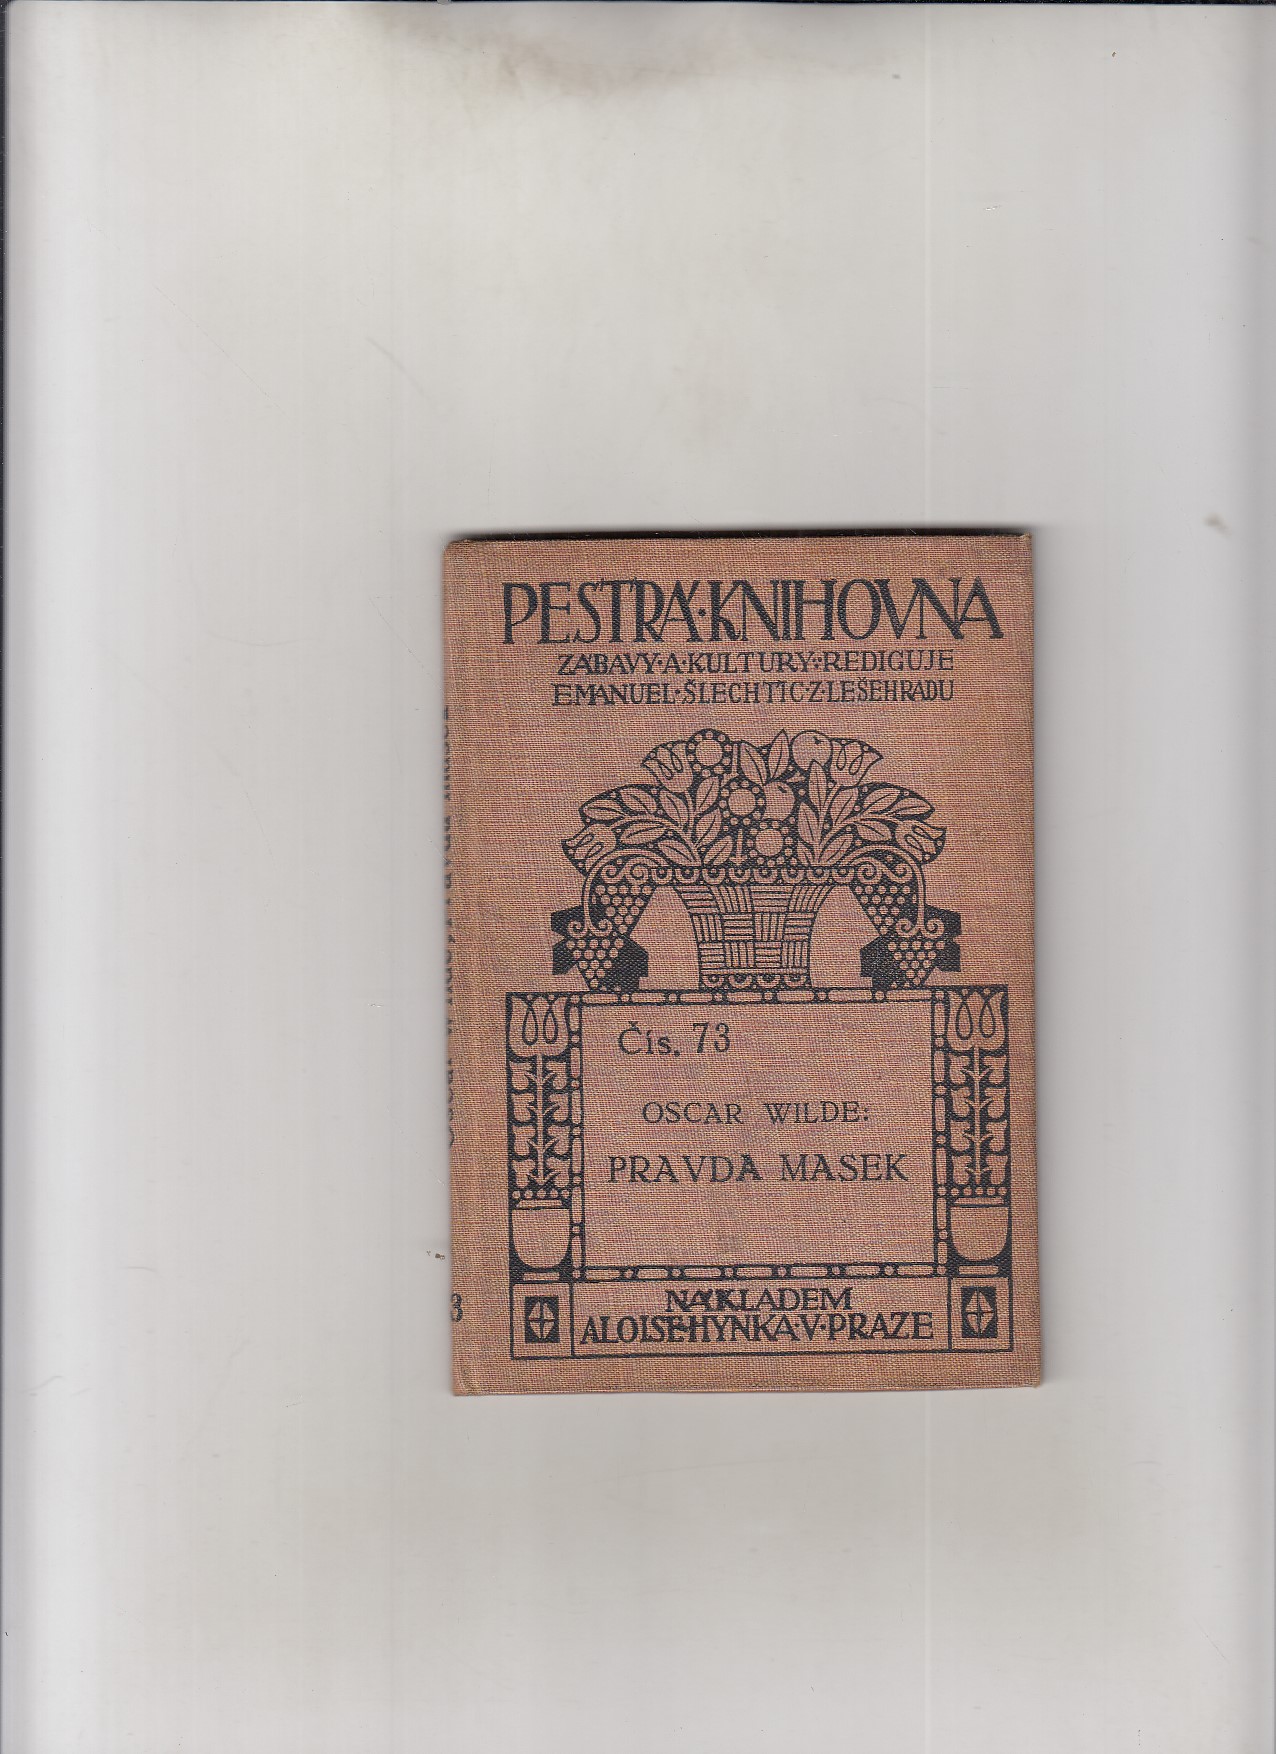 PESTRÁ·KNIHOVNA
ZÁBAVY·A·KULTURY:REDIGUJE
EMANUEL·ŠLECHTIC·Z·LEŠEHRADU
Čís. 73
OSCAR WILDE:
PRAVDA MASEK
NÁKLADEM
ALOISE·HYNKA·V·PRAZE